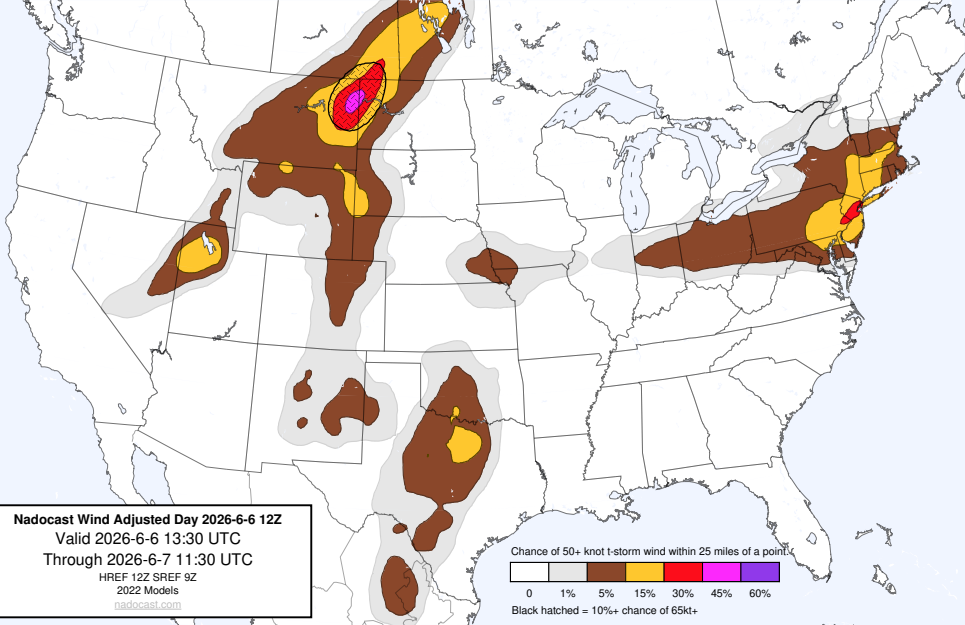 Nadocast Wind Adjusted Day 2026-6-6 12Z
Valid 2026-6-6 13:30 UTC
Through 2026-6-7 11:30 UTC
HREF 12Z SREF 9Z
2022 Models
nadocast.com
Chance of 50+ knot t-storm wind within 25 miles of a point.
0 1% 5% 15% 30% 45% 60%
Black hatched = 10%+ chance of 65kt+